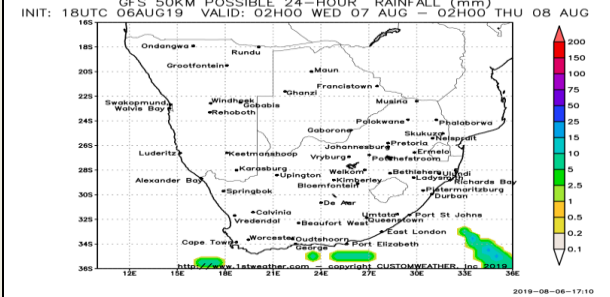 GFS 50KM POSSIBLE 24-HOUR RAINFALL (mm)
INIT: 18UTC 06AUG19 VALID: 02H00 WED 07 AUG - 02H00 THU 08 AUG
16S
Ondangwa
18S
Rundu
200
Grootfontein
150
20S
Maun
100
Francistown
Ghanzi
75
22S
Musina
Swakopmund
Windhoek
Gobabis
50
Walvis Bay
Rehoboth
Polokwane
Phalaborwa
24S
25
Gaborone
Skukuza
Pretoria
Nelspruit
15
26S
Johannesburg
Luderitz
Keetmanshoop
Vryburg
Potchefstroom
Ermelo
10
28S
Karasburg
Welkom
Bethlehem
Ulundi
5
Alexander Bay
Upington
Kimberley
Ladysmith
Richards Bay
Bloemfontein
2.5
30S
Springbok
Pietermaritzburg
De Aar
Durban
1
Calvinia
Umtata
Port St Johns
32S
0.5
Vredendal
Beaufort West
Queenstown
East London
0.2
34S
Cape Town
Worcester
Oudtshoorn
George
Port Elizabeth
0.1
36S
http://www.1stweather.com - copyright CUSTOMWEATHER, Inc 2019
12E 15E 18E 21E 24E 27E 30E 33E 36E
2019-08-06-17:10